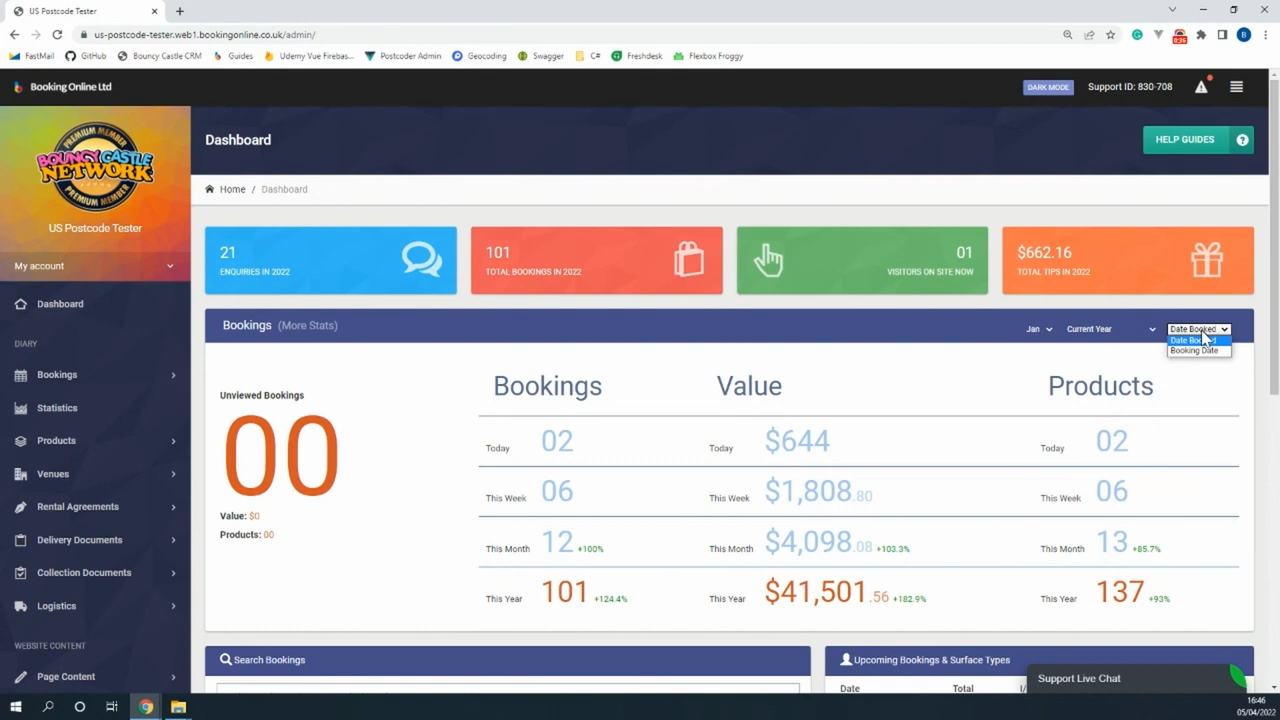 US Postcode Tester
us-postcode-tester.web1.bookingonline.co.uk/admin/
0:36
B
FastMail
GitHub
Bouncy Castle CRM
Guides
Udemy Vue Firebas...
Postcoder Admin
Geocoding
Swagger
C#
Freshdesk
Flexbox Froggy
Booking Online Ltd
DARK MODE
Support ID: 830-708
PREMIUM MEMBER
BOUNCY CASTLE
NETWORK
PREMIUM MEMBER
US Postcode Tester
My account
Dashboard
DIARY
Bookings
Statistics
Products
Venues
Rental Agreements
Delivery Documents
Collection Documents
Logistics
WEBSITE CONTENT
Page Content
Dashboard
HELP GUIDES
Home / Dashboard
21
ENQUIRIES IN 2022
101
TOTAL BOOKINGS IN 2022
01
VISITORS ON SITE NOW
$662.16
TOTAL TIPS IN 2022
Bookings (More Stats)
Jan
Current Year
Date Booked
Date Booked
Booking Date
Unviewed Bookings
00
Value: $0
Products: 00
Bookings Value Products
Today 02 Today $644 Today 02
This Week 06 This Week $1,808.80 This Week 06
This Month 12 +100% This Month $4,098.08 +103.3% This Month 13 +85.7%
This Year 101 +124.4% This Year $41,501.56 +182.9% This Year 137 +93%
Search Bookings
Upcoming Bookings & Surface Types
Date Total
Support Live Chat
16:46
05/04/2022